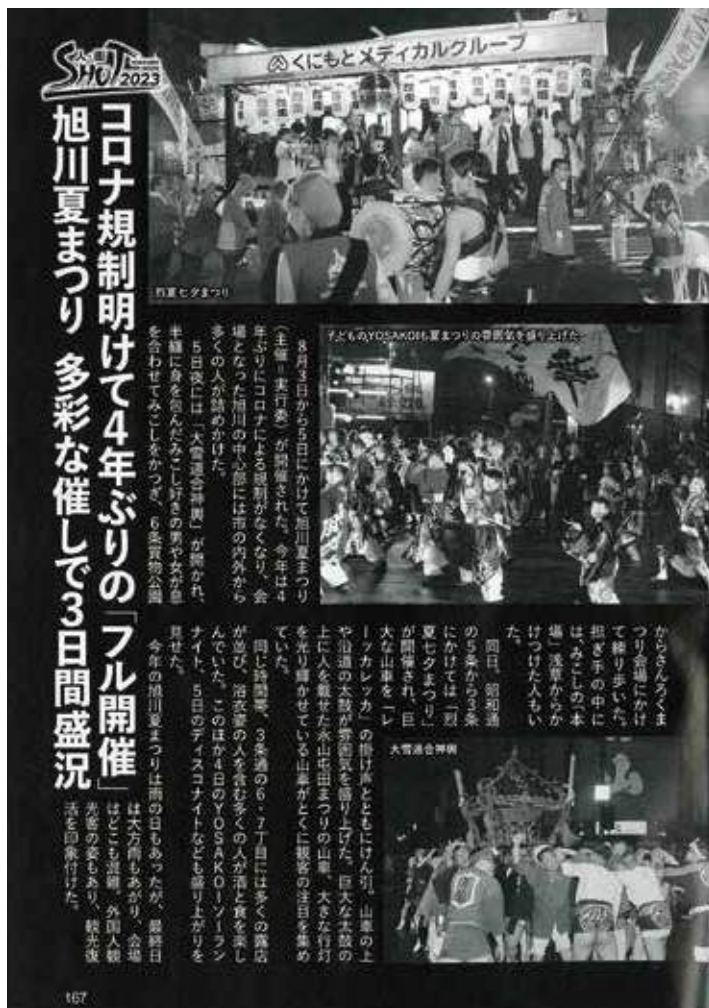 人・街
SHOT
2023
コロナ規制明けて4年ぶりの「フル開催」
旭川夏まつり 多彩な催しで3日間盛況
くにもとメディカルグループ
烈夏七夕まつり
子どものYOSAKOIも夏まつりの雰囲気を盛り上げた
8月3日から5日にかけて旭川夏まつり
(主催=実行委)が開催された。今年は4
年ぶりにコロナによる規制がなくなり、会
場となった旭川の中心部には市の内外から
多くの人が詰めかけた。
5日夜には「大雪連合神輿」が開かれ、
半纏に身を包んだみこし好きの男や女が息
を合わせてみこしをかつぎ、6条買物公園
からさんろくま
つり会場にかけ
て練り歩いた。
担ぎ手の中に
は、みこしの「本
場」浅草からか
けつけた人もい
た。
同日、昭和通
の5条から3条
にかけては「烈
夏七夕まつり」
が開催され、巨
大な山車を「レ
ーッカレッカ」の掛け声とともにけん引。山車の上
や沿道の太鼓が雰囲気を盛り上げた。巨大な太鼓の
上に人を載せた永山屯田まつりの山車、大きな行灯
を光り輝かせている山車がとくに観客の注目を集め
ていた。
同じ時間帯、3条通の6・7丁目には多くの露店
が並び、浴衣姿の人を含む多くの人が酒と食を楽し
んでいた。このほか4日のYOSAKOIソーラン
ナイト、5日のディスコナイトなども盛り上がりを
見せた。
今年の旭川夏まつりは雨の日もあったが、最終日
は大方雨もあがり、会場
はどこも混雑。外国人観
光客の姿もあり、観光復
活を印象付けた。
大雪連合神輿
167